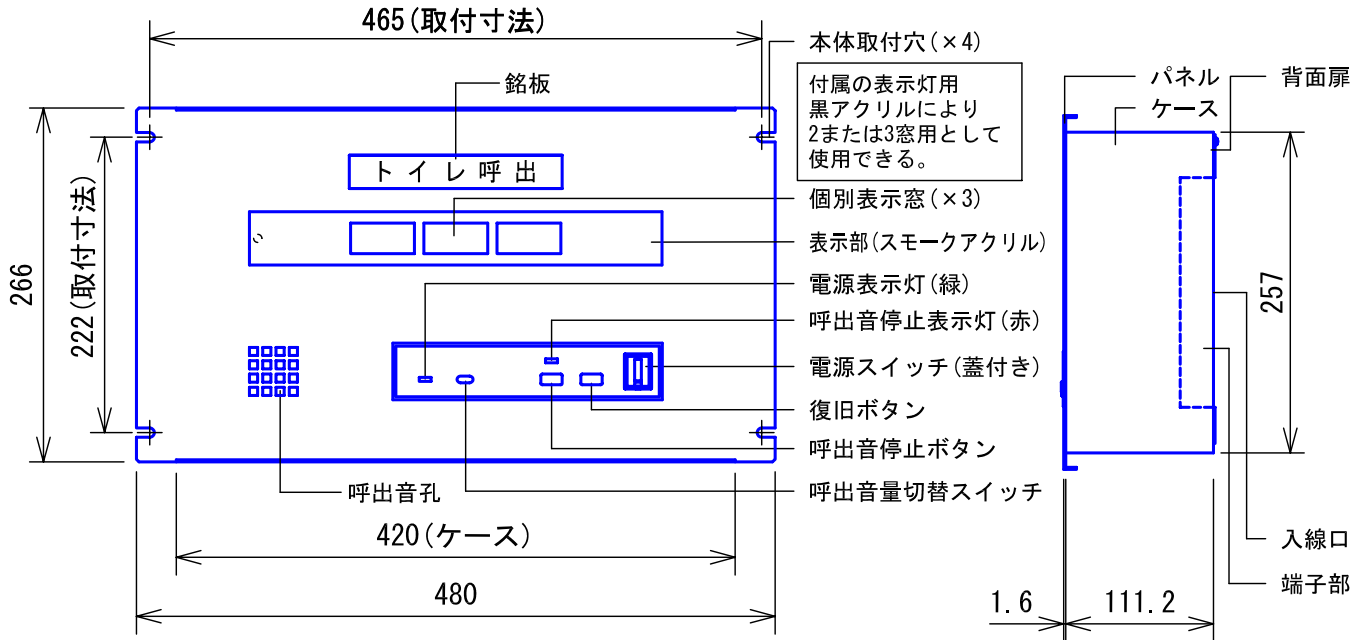 465(取付寸法)
本体取付穴(×4)
付属の表示灯用
黒アクリルにより
2または3窓用として
使用できる。
銘板
トイレ呼出
個別表示窓(×3)
表示部(スモークアクリル)
電源表示灯(緑)
呼出音停止表示灯(赤)
電源スイッチ(蓋付き)
復旧ボタン
呼出音停止ボタン
呼出音量切替スイッチ
呼出音孔
266
222(取付寸法)
420(ケース)
480
パネル
ケース
背面扉
257
入線口
端子部
1.6
111.2